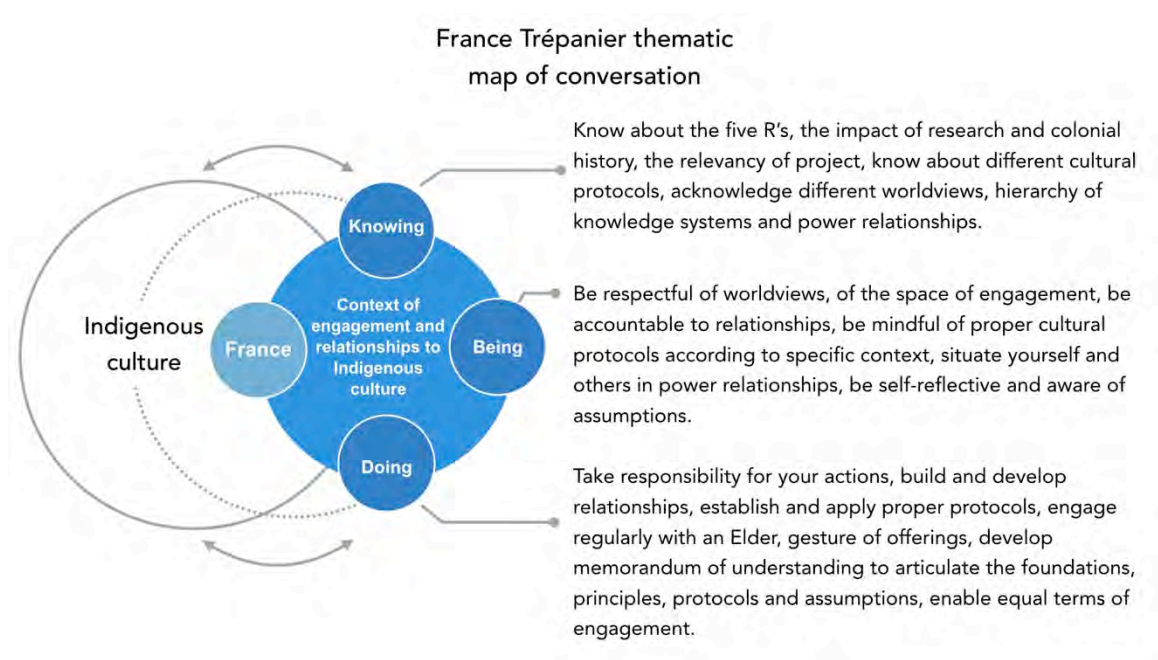 France Trépanier thematic
map of conversation
Know about the five R's, the impact of research and colonial
history, the relevancy of project, know about different cultural
protocols, acknowledge different worldviews, hierarchy of
knowledge systems and power relationships.
Knowing
Context of
engagement and
relationships to
Indigenous
culture
Indigenous
culture
France
Being
Be respectful of worldviews, of the space of engagement, be
accountable to relationships, be mindful of proper cultural
protocols according to specific context, situate yourself and
others in power relationships, be self-reflective and aware of
assumptions.
Doing
Take responsibility for your actions, build and develop
relationships, establish and apply proper protocols, engage
regularly with an Elder, gesture of offerings, develop
memorandum of understanding to articulate the foundations,
principles, protocols and assumptions, enable equal terms of
engagement.